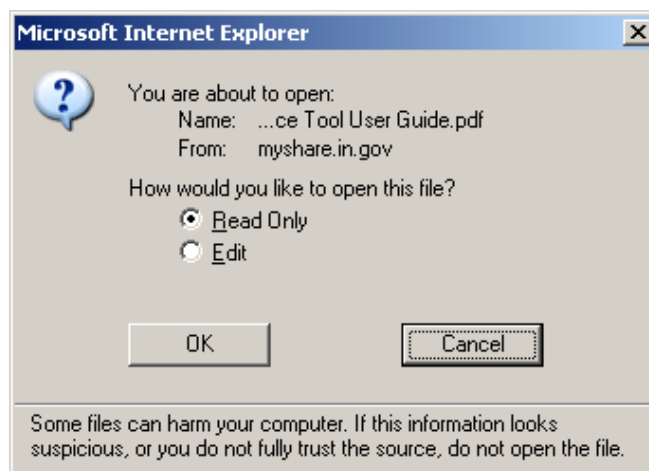 Microsoft Internet Explorer
You are about to open:
Name: ...ce Tool User Guide.pdf
From: myshare.in.gov
How would you like to open this file?
Read Only
Edit
OK Cancel
Some files can harm your computer. If this information looks
suspicious, or you do not fully trust the source, do not open the file.